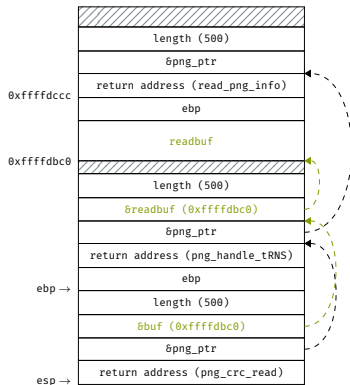 length (500)
&png_ptr
return address (read_png_info)
0xffffdccc
ebp
readbuf
0xffffdbc0
length (500)
&readbuf (0xffffdbc0)
&png_ptr
return address (png_handle_tRNS)
ebp
ebp →
length (500)
&buf (0xffffdbc0)
&png_ptr
return address (png_crc_read)
esp →